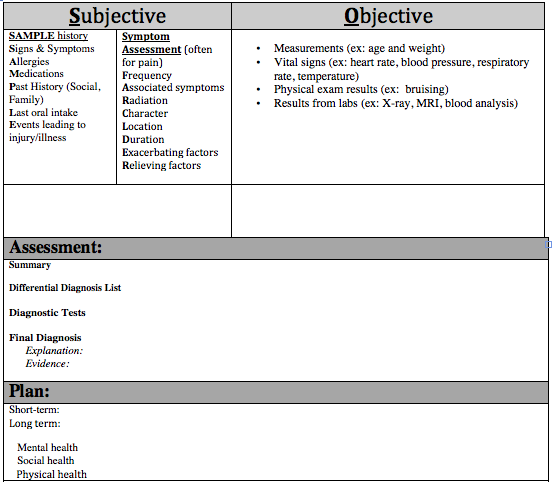 Subjective
Objective
SAMPLE history
Signs & Symptoms
Allergies
Medications
Past History (Social,
Family)
Last oral intake
Events leading to
injury/illness
Symptom
Assessment (often
for pain)
Frequency
Associated symptoms
Radiation
Character
Location
Duration
Exacerbating factors
Relieving factors
• Measurements (ex: age and weight)
• Vital signs (ex: heart rate, blood pressure, respiratory
rate, temperature)
• Physical exam results (ex: bruising)
• Results from labs (ex: X-ray, MRI, blood analysis)
Assessment:
Summary
Differential Diagnosis List
Diagnostic Tests
Final Diagnosis
Explanation:
Evidence:
Plan:
Short-term:
Long term:
Mental health
Social health
Physical health